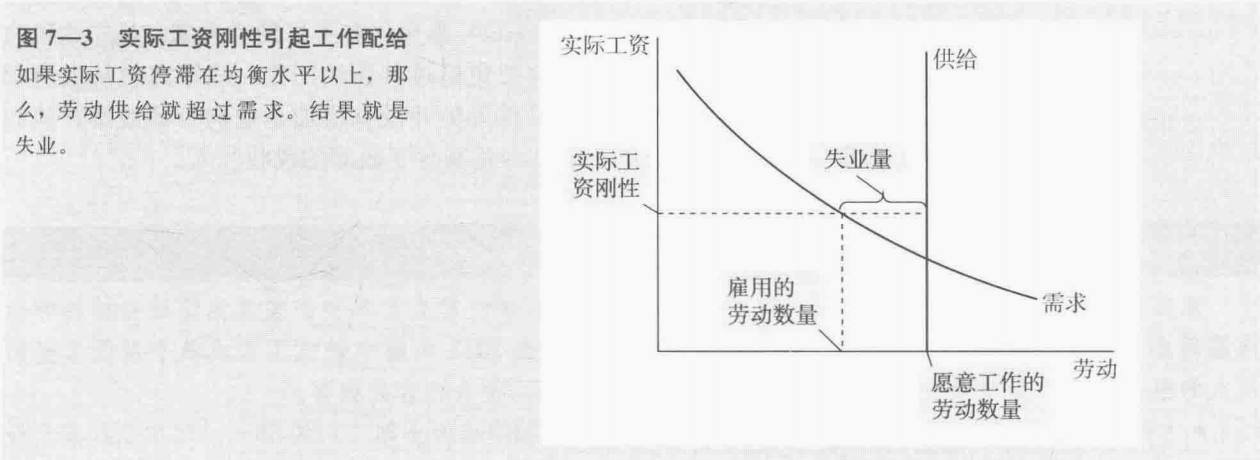 图 7—3 实际工资刚性引起工作配给
如果实际工资停滞在均衡水平以上，那
么，劳动供给就超过需求。结果就是
失业。
实际工资
供给
实际工
资刚性
失业量
雇用的
劳动数量
需求
劳动
愿意工作的
劳动数量